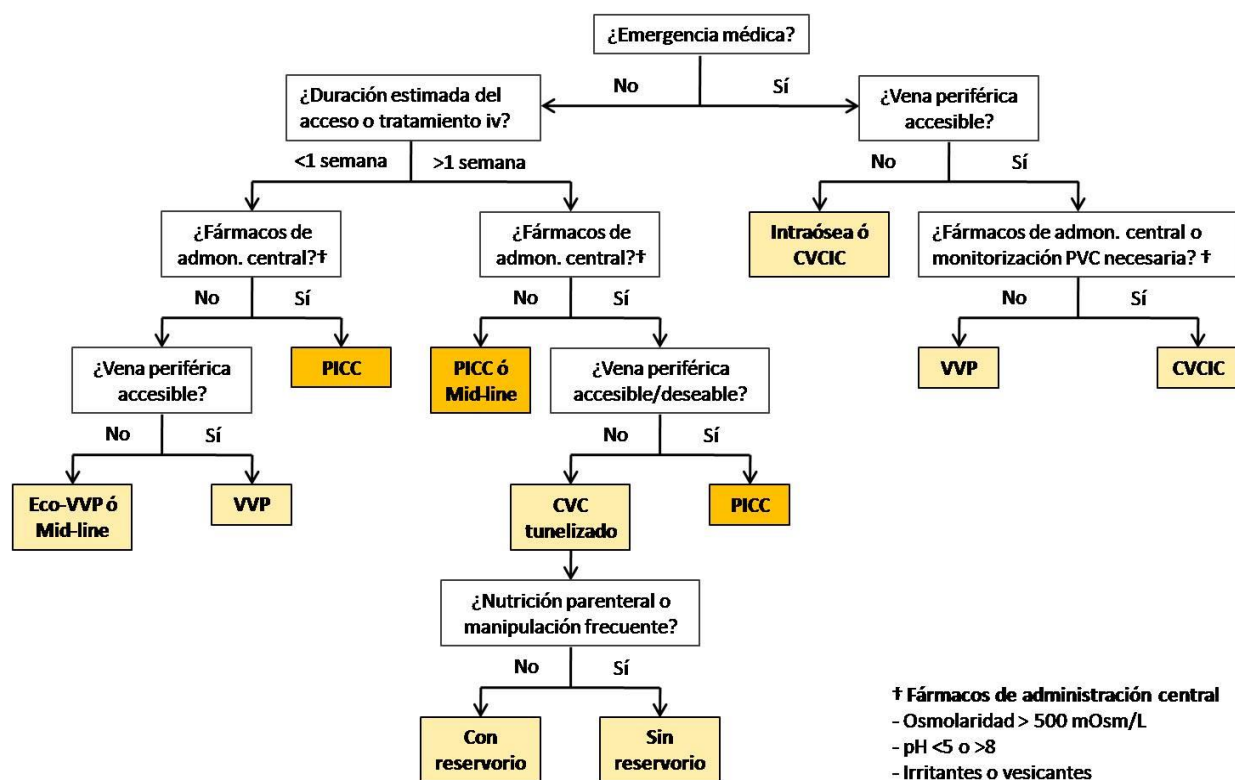 ¿Emergencia médica?
No
Sí
¿Duración estimada del
acceso o tratamiento iv?
¿Vena periférica
accesible?
<1 semana
>1 semana
No
Sí
¿Fármacos de
admon. central?†
¿Fármacos de
admon. central?†
Intraósea ó
CVCIC
¿Fármacos de admon. central o
monitorización PVC necesaria? †
No
Sí
No
Sí
No
Sí
¿Vena periférica
accesible?
PICC
PICC ó
Mid-line
¿Vena periférica
accesible/deseable?
VVP
CVCIC
No
Sí
No
Sí
Eco-VVP ó
Mid-line
VVP
CVC
tunelizado
PICC
¿Nutrición parenteral o
manipulación frecuente?
No
Sí
Con
reservorio
Sin
reservorio
† Fármacos de administración central
- Osmolaridad > 500 mOsm/L
- pH <5 o >8
- Irritantes o vesicantes